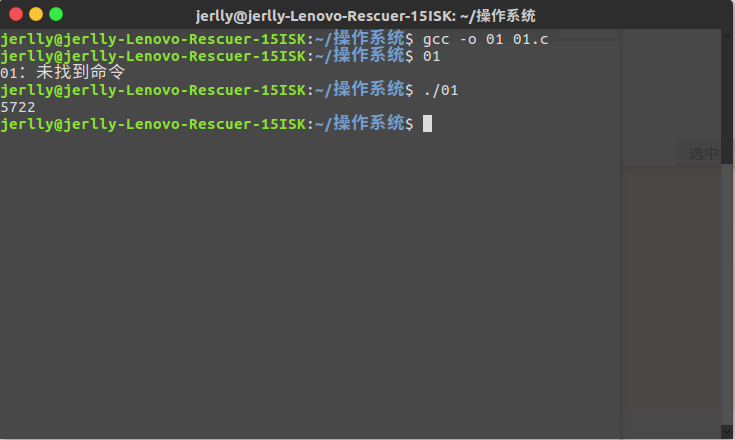 jerlly@jerlly-Lenovo-Rescuer-15ISK: ~/操作系统
jerlly@jerlly-Lenovo-Rescuer-15ISK:~/操作系统$ gcc -o 01 01.c
jerlly@jerlly-Lenovo-Rescuer-15ISK:~/操作系统$ 01
01：未找到命令
jerlly@jerlly-Lenovo-Rescuer-15ISK:~/操作系统$ ./01
5722
jerlly@jerlly-Lenovo-Rescuer-15ISK:~/操作系统$
选中